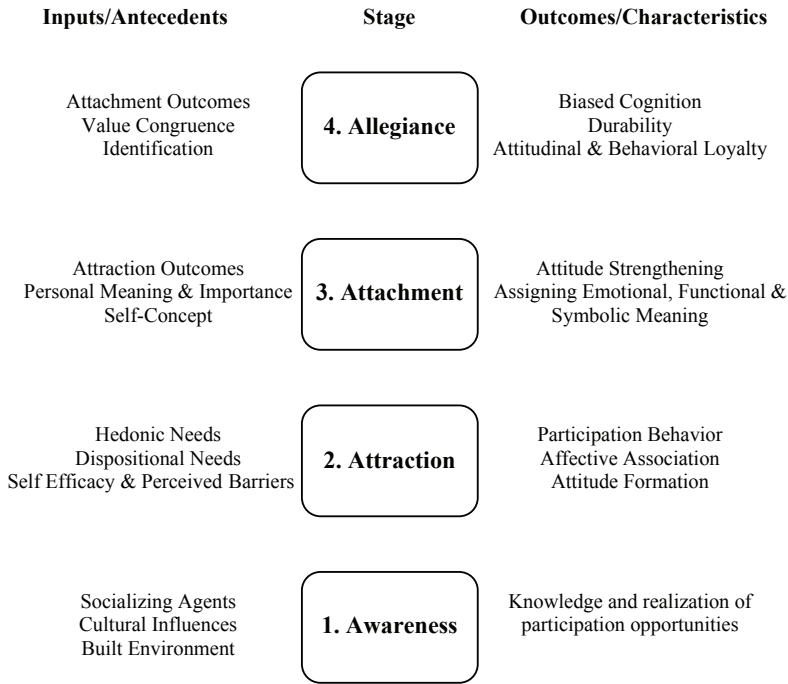 Inputs/Antecedents Stage Outcomes/Characteristics
Attachment Outcomes
Value Congruence
Identification
4. Allegiance
Biased Cognition
Durability
Attitudinal & Behavioral Loyalty
Attraction Outcomes
Personal Meaning & Importance
Self-Concept
3. Attachment
Attitude Strengthening
Assigning Emotional, Functional &
Symbolic Meaning
Hedonic Needs
Dispositional Needs
Self Efficacy & Perceived Barriers
2. Attraction
Participation Behavior
Affective Association
Attitude Formation
Socializing Agents
Cultural Influences
Built Environment
1. Awareness
Knowledge and realization of
participation opportunities